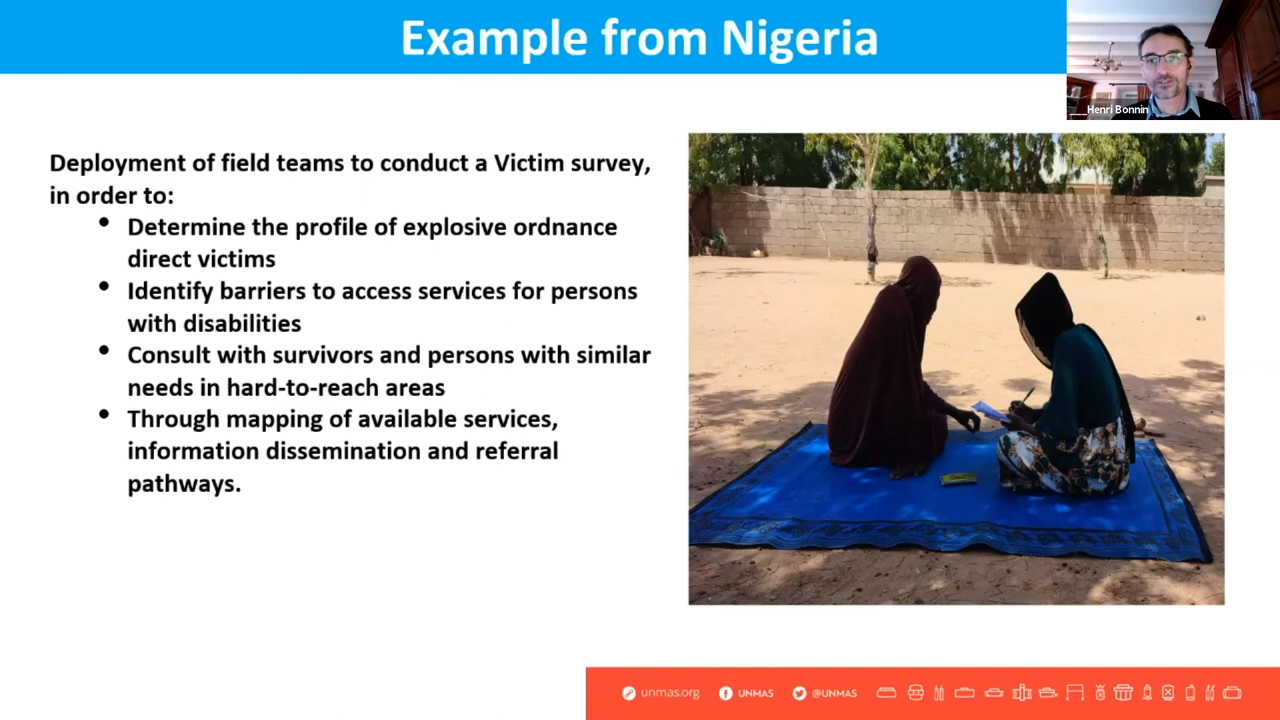 Example from Nigeria
___Henri Bonnin
Deployment of field teams to conduct a Victim survey,
in order to:
• Determine the profile of explosive ordnance
direct victims
• Identify barriers to access services for persons
with disabilities
• Consult with survivors and persons with similar
needs in hard-to-reach areas
• Through mapping of available services,
information dissemination and referral
pathways.
unmas.org UNMAS @UNMAS